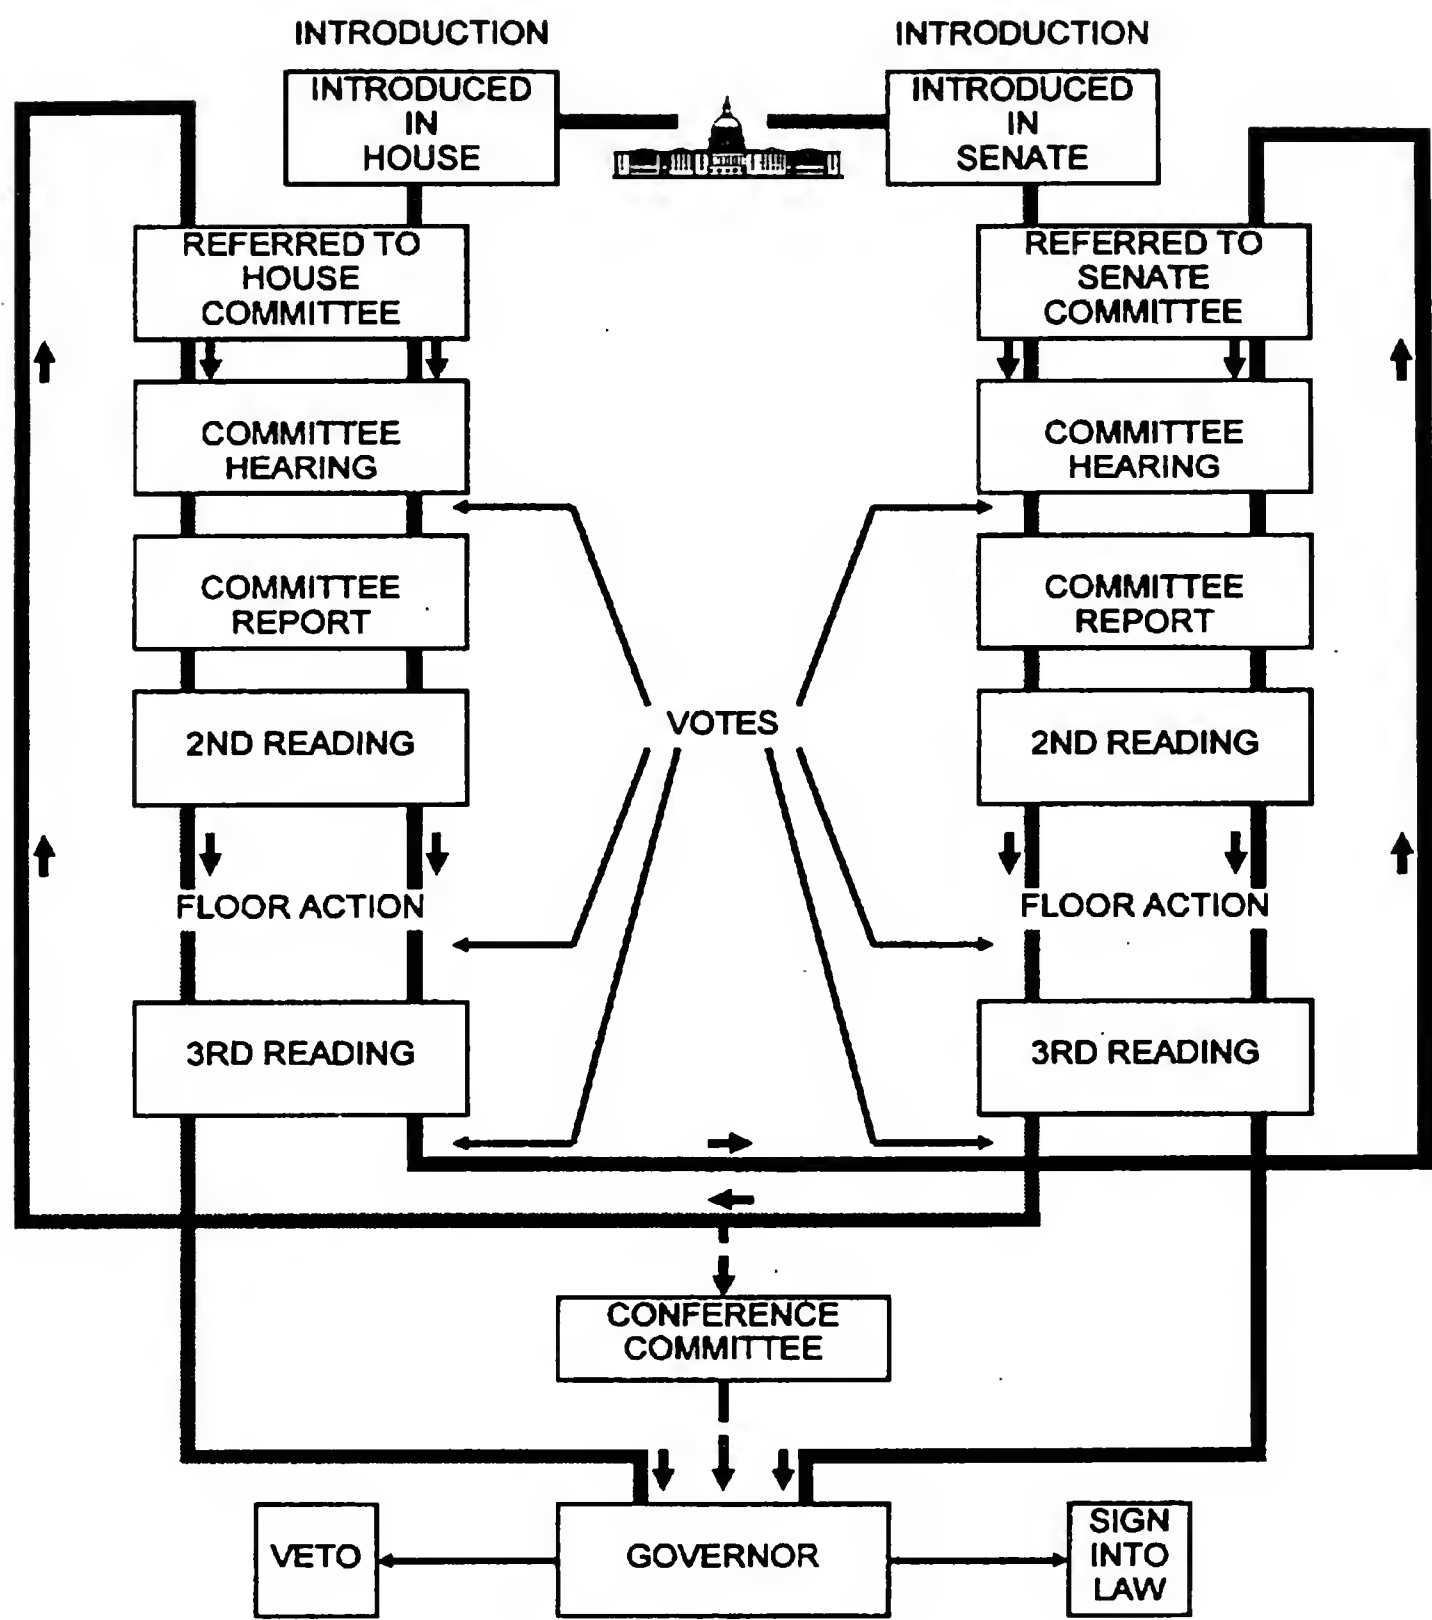 INTRODUCTION
INTRODUCED
IN
HOUSE
REFERRED TO
HOUSE
COMMITTEE
COMMITTEE
HEARING
COMMITTEE
REPORT
2ND READING
FLOOR ACTION
3RD READING
INTRODUCTION
INTRODUCED
IN
SENATE
REFERRED TO
SENATE
COMMITTEE
COMMITTEE
HEARING
COMMITTEE
REPORT
2ND READING
FLOOR ACTION
3RD READING
VOTES
CONFERENCE
COMMITTEE
VETO
GOVERNOR
SIGN
INTO
LAW